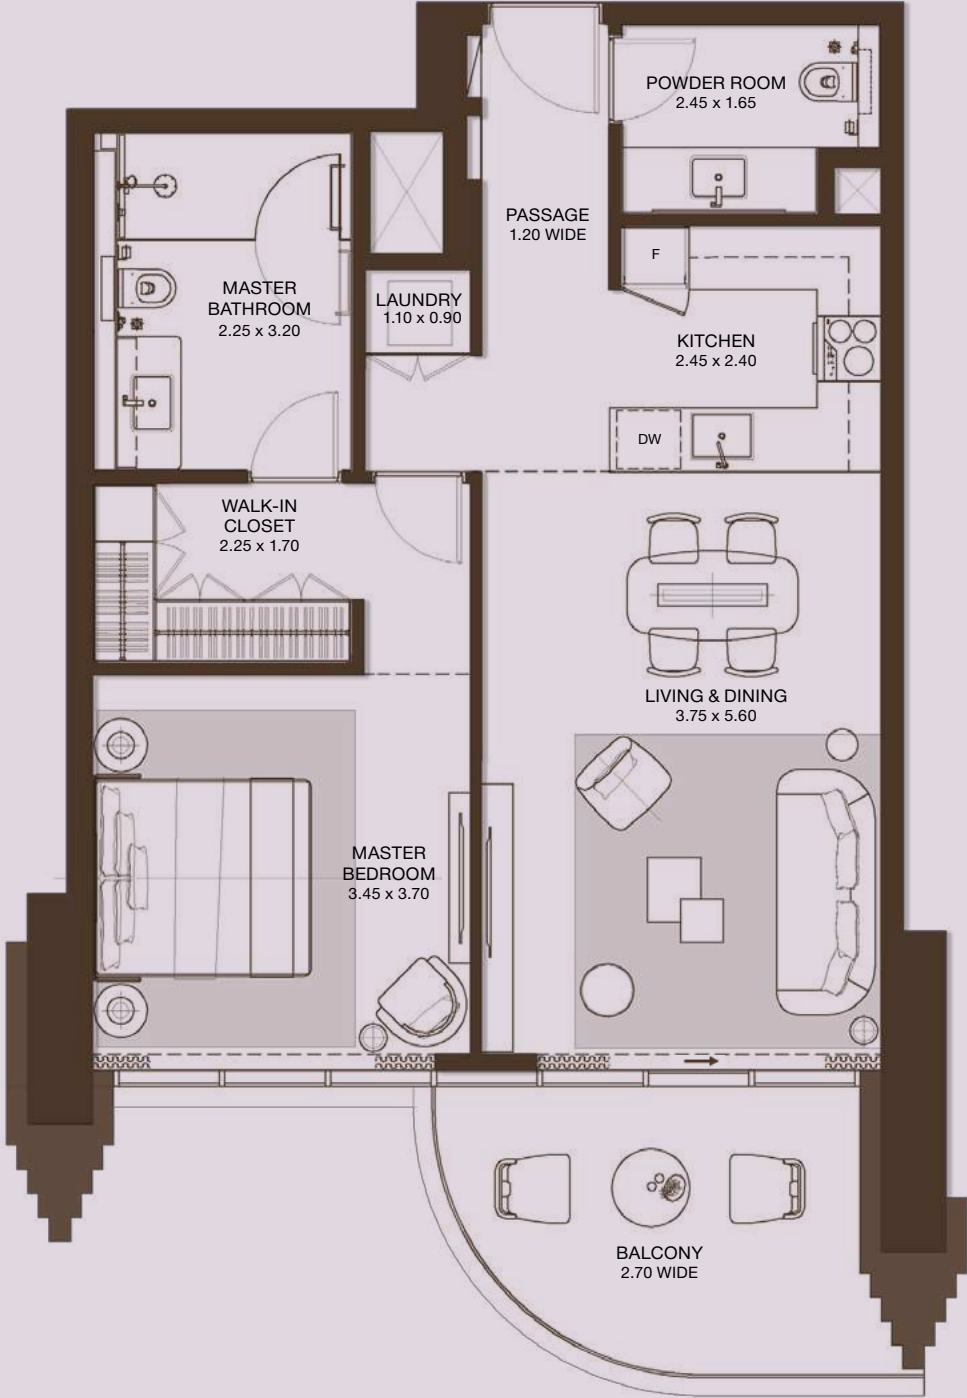 POWDER ROOM
2.45 x 1.65
PASSAGE
1.20 WIDE
F
MASTER
BATHROOM
2.25 x 3.20
LAUNDRY
1.10 x 0.90
KITCHEN
2.45 x 2.40
DW
WALK-IN
CLOSET
2.25 x 1.70
LIVING & DINING
3.75 x 5.60
MASTER
BEDROOM
3.45 x 3.70
BALCONY
2.70 WIDE